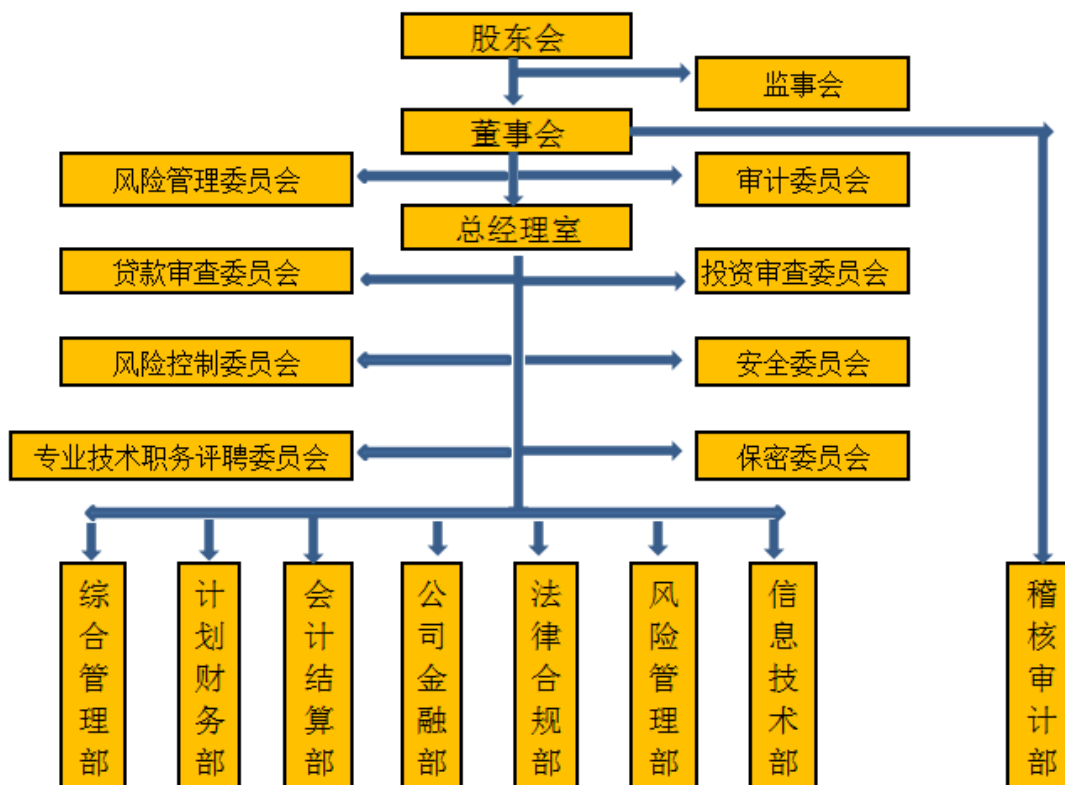 股东会
监事会
董事会
风险管理委员会
审计委员会
总经理室
贷款审查委员会
投资审查委员会
风险控制委员会
安全委员会
专业技术职务评聘委员会
保密委员会
综合管理部
计划财务部
会计结算部
公司金融部
法律合规部
风险管理部
信息技术部
稽核审计部